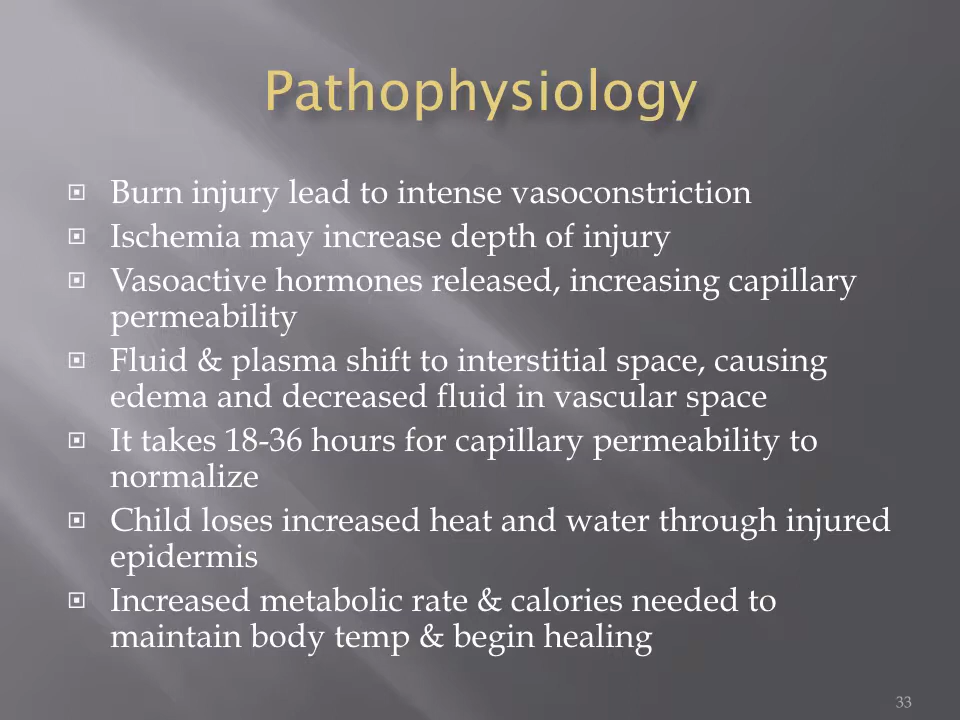 Pathophysiology
Burn injury lead to intense vasoconstriction
Ischemia may increase depth of injury
Vasoactive hormones released, increasing capillary
permeability
Fluid & plasma shift to interstitial space, causing
edema and decreased fluid in vascular space
It takes 18-36 hours for capillary permeability to
normalize
Child loses increased heat and water through injured
epidermis
Increased metabolic rate & calories needed to
maintain body temp & begin healing
33